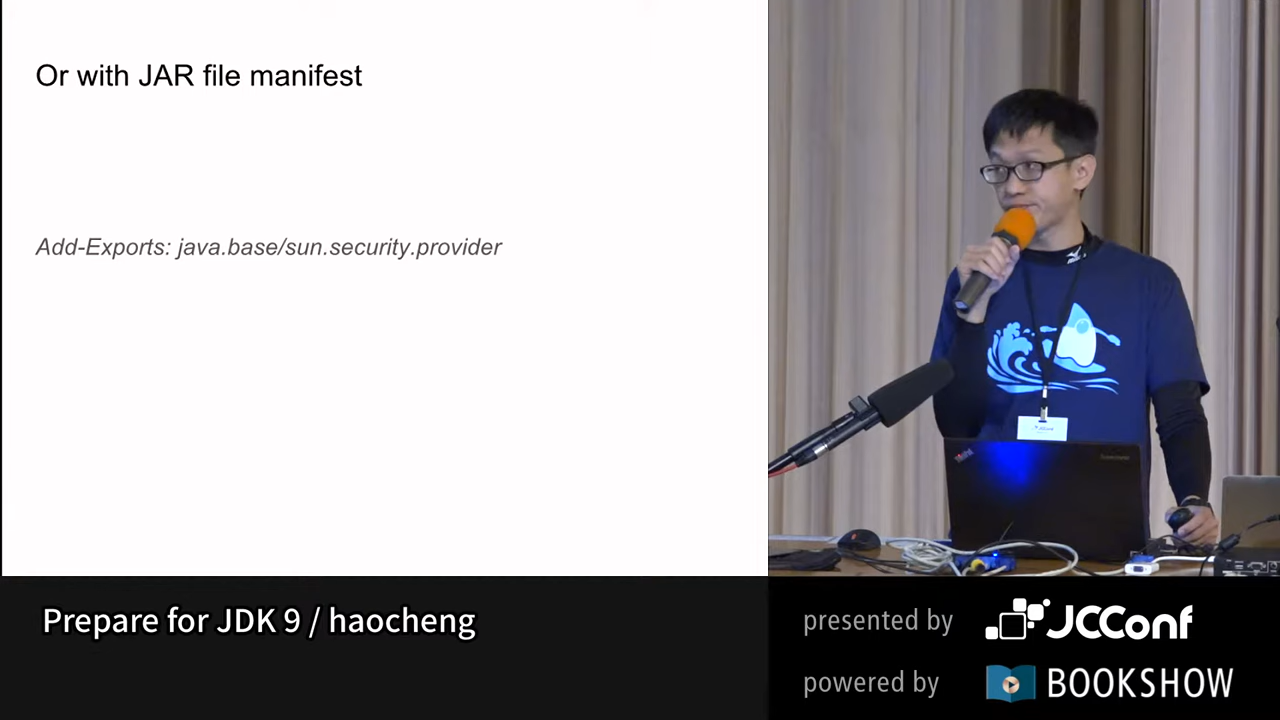 Or with JAR file manifest
Add-Exports: java.base/sun.security.provider
Prepare for JDK 9 / haocheng
presented by JCConf
powered by BOOKSHOW